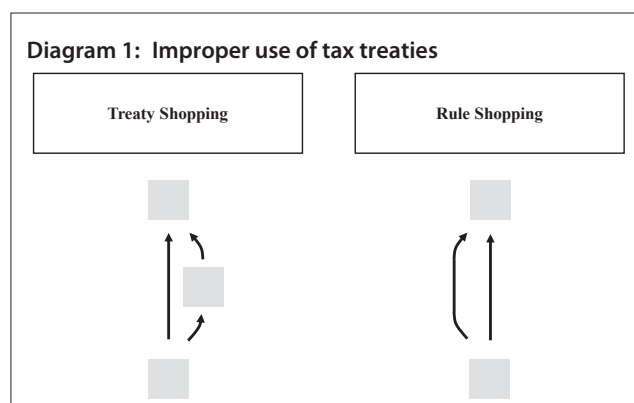 Diagram 1: Improper use of tax treaties
Treaty Shopping
Rule Shopping